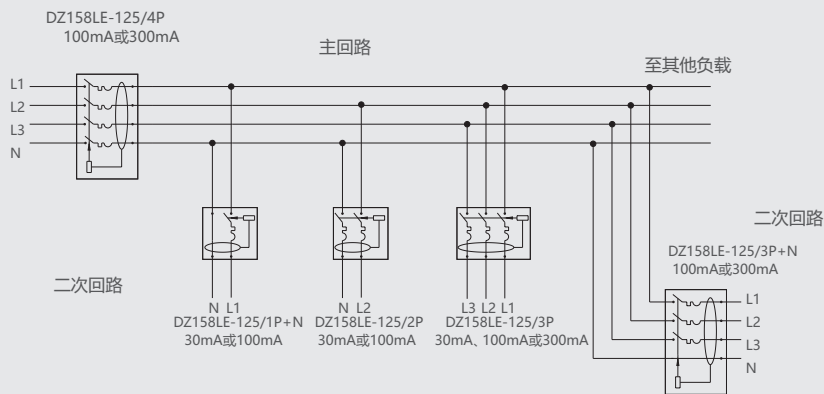 DZ158LE-125/4P
100mA或300mA
主回路
至其他负载
L1
L2
L3
N
二次回路
DZ158LE-125/3P+N
100mA或300mA
L1
L2
L3
N
二次回路
N L1
DZ158LE-125/1P+N
30mA或100mA
N L2
DZ158LE-125/2P
30mA或100mA
L3 L2 L1
DZ158LE-125/3P
30mA、100mA或300mA